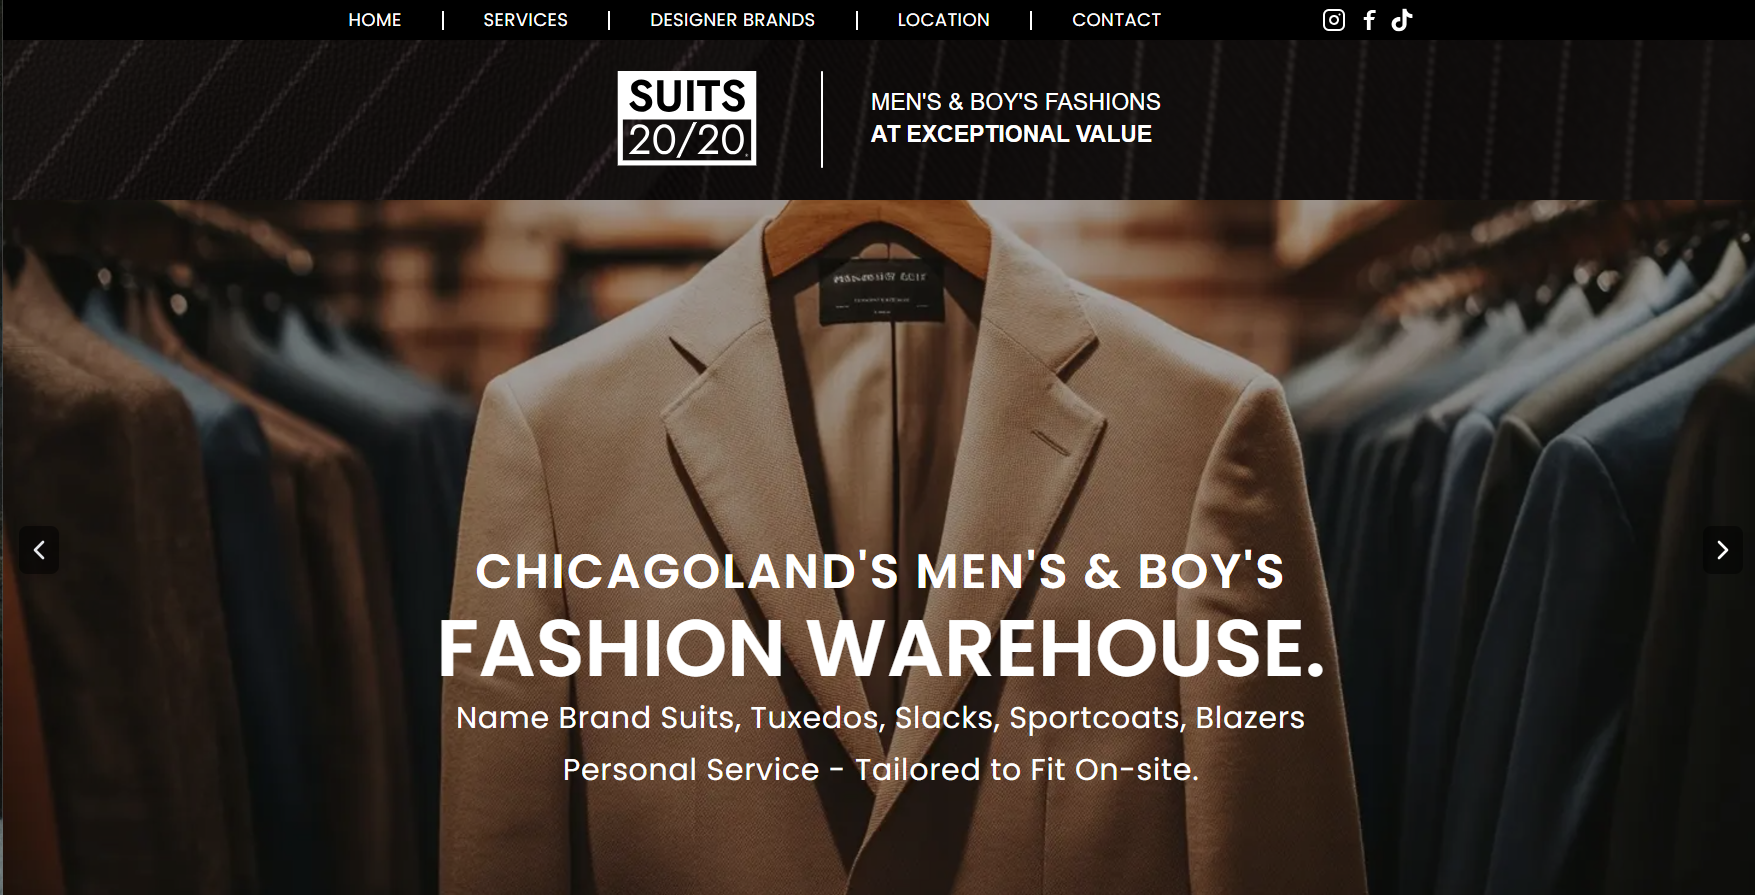 HOME | SERVICES | DESIGNER BRANDS | LOCATION | CONTACT
SUITS
20/20
MEN'S & BOY'S FASHIONS
AT EXCEPTIONAL VALUE
CHICAGOLAND'S MEN'S & BOY'S
FASHION WAREHOUSE.
Name Brand Suits, Tuxedos, Slacks, Sportcoats, Blazers
Personal Service - Tailored to Fit On-site.